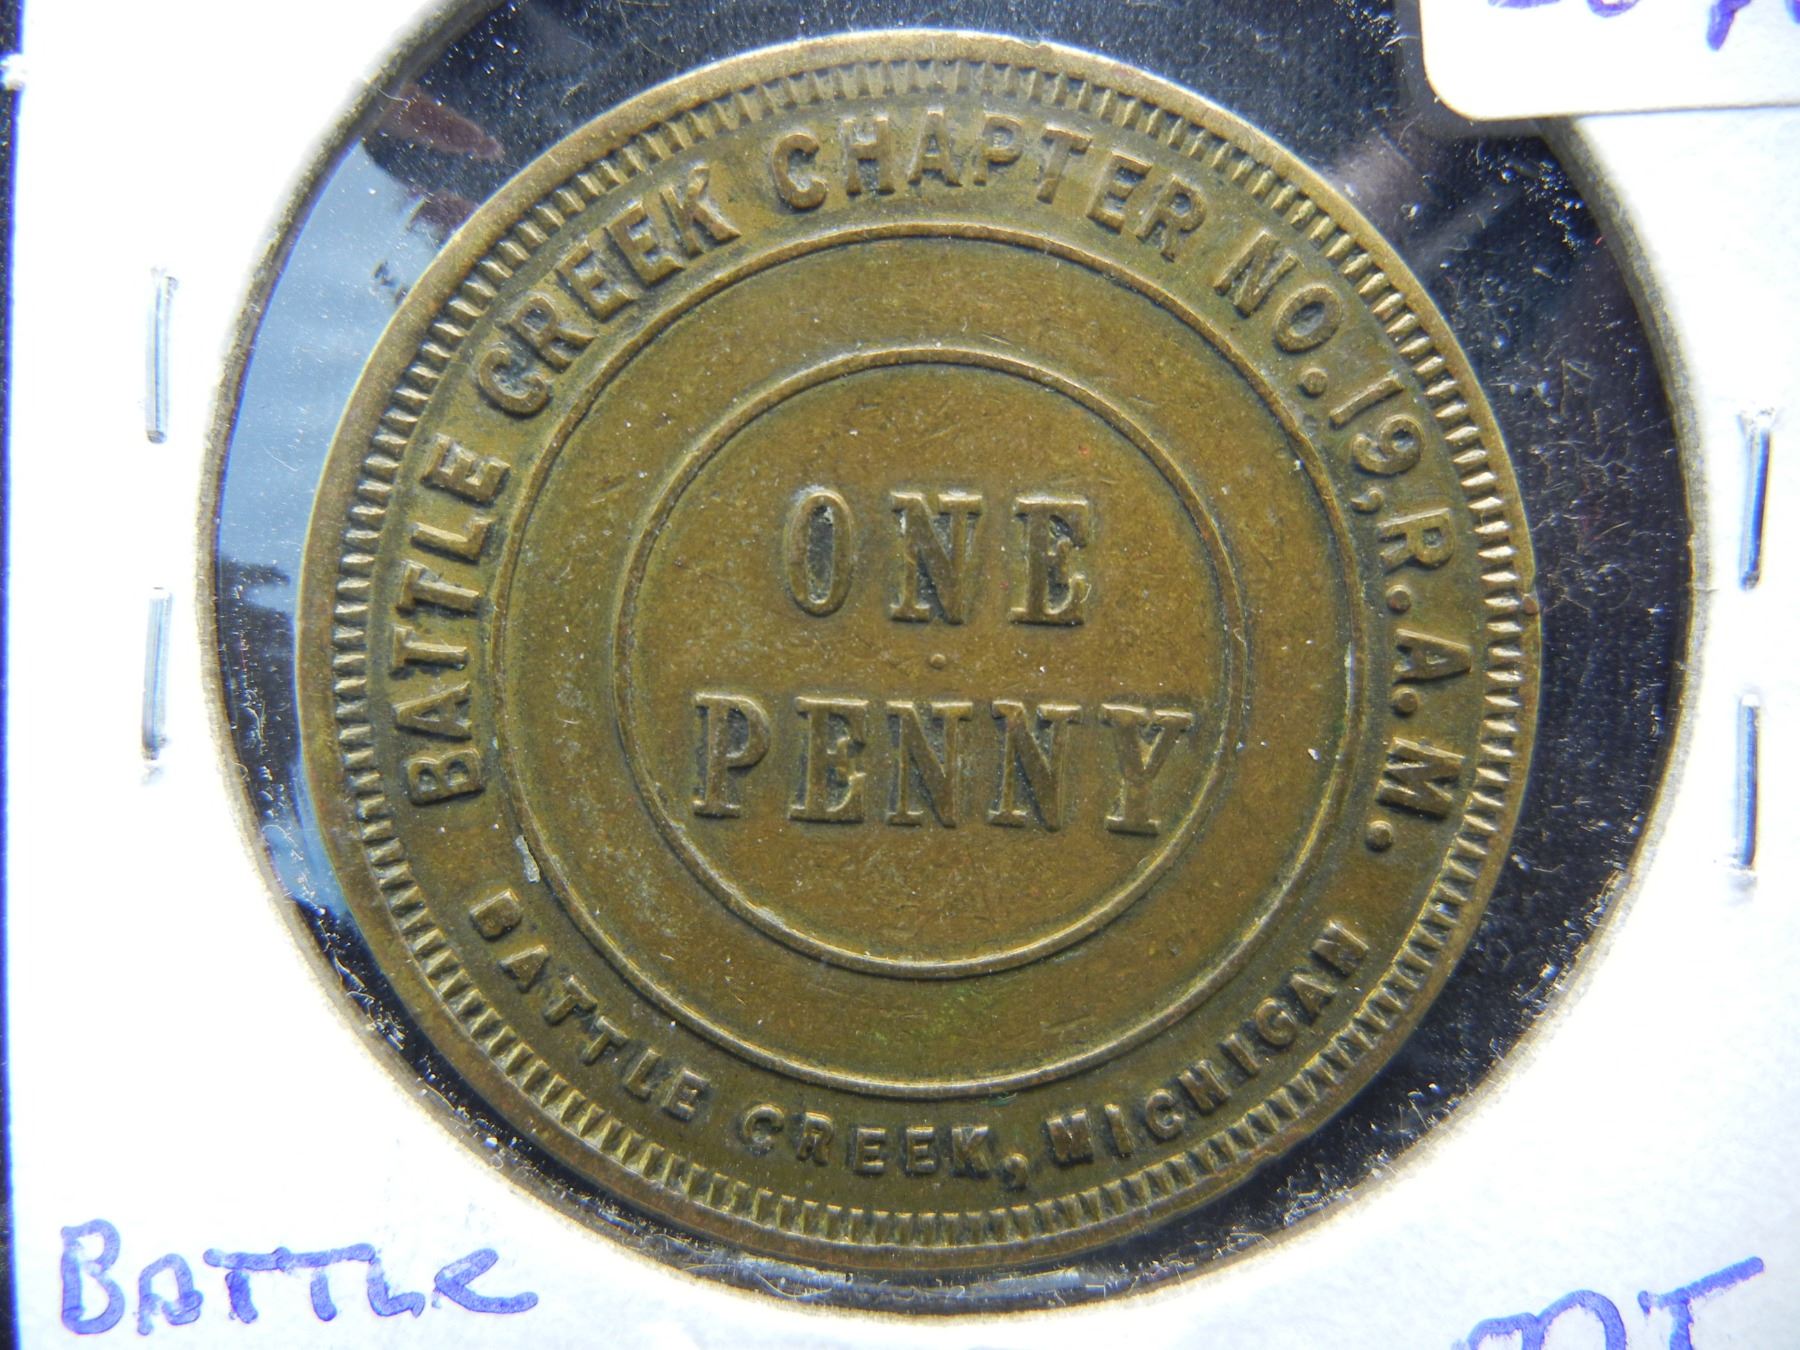 BATTLE CREEK CHAPTER NO. 19, R. A. M.
ONE
PENNY
BATTLE CREEK, MICHIGAN
BATTLE